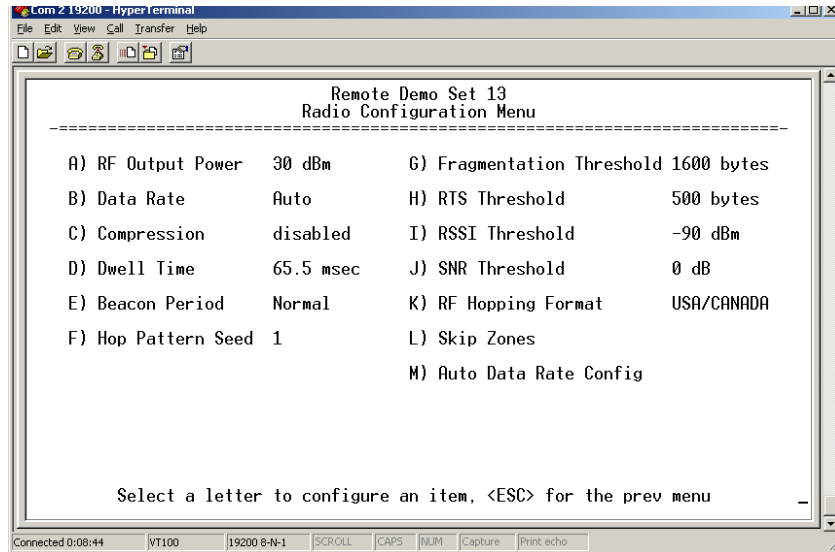 Com 2 19200 - HyperTerminal
File Edit View Call Transfer Help
Remote Demo Set 13
Radio Configuration Menu
-==========================================================================-
A) RF Output Power 30 dBm G) Fragmentation Threshold 1600 bytes
B) Data Rate Auto H) RTS Threshold 500 bytes
C) Compression disabled I) RSSI Threshold -90 dBm
D) Dwell Time 65.5 msec J) SNR Threshold 0 dB
E) Beacon Period Normal K) RF Hopping Format USA/CANADA
F) Hop Pattern Seed 1 L) Skip Zones
M) Auto Data Rate Config
Select a letter to configure an item, <ESC> for the prev menu _
Connected 0:08:44 VT100 19200 8-N-1 SCROLL CAPS NUM Capture Print echo